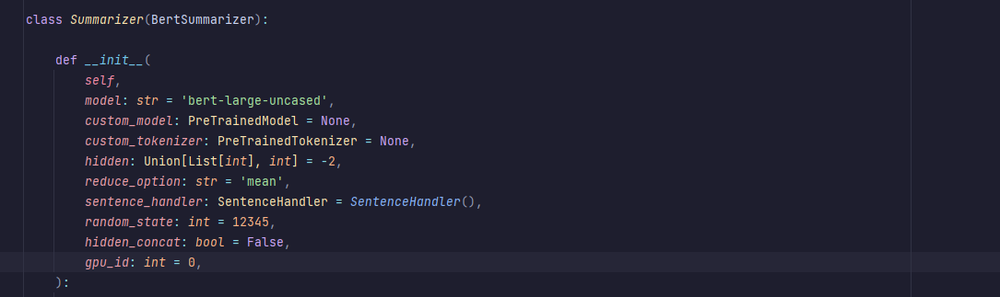 class Summarizer(BertSummarizer):
def __init__(
self,
model: str = 'bert-large-uncased',
custom_model: PreTrainedModel = None,
custom_tokenizer: PreTrainedTokenizer = None,
hidden: Union[List[int], int] = -2,
reduce_option: str = 'mean',
sentence_handler: SentenceHandler = SentenceHandler(),
random_state: int = 12345,
hidden_concat: bool = False,
gpu_id: int = 0,
):